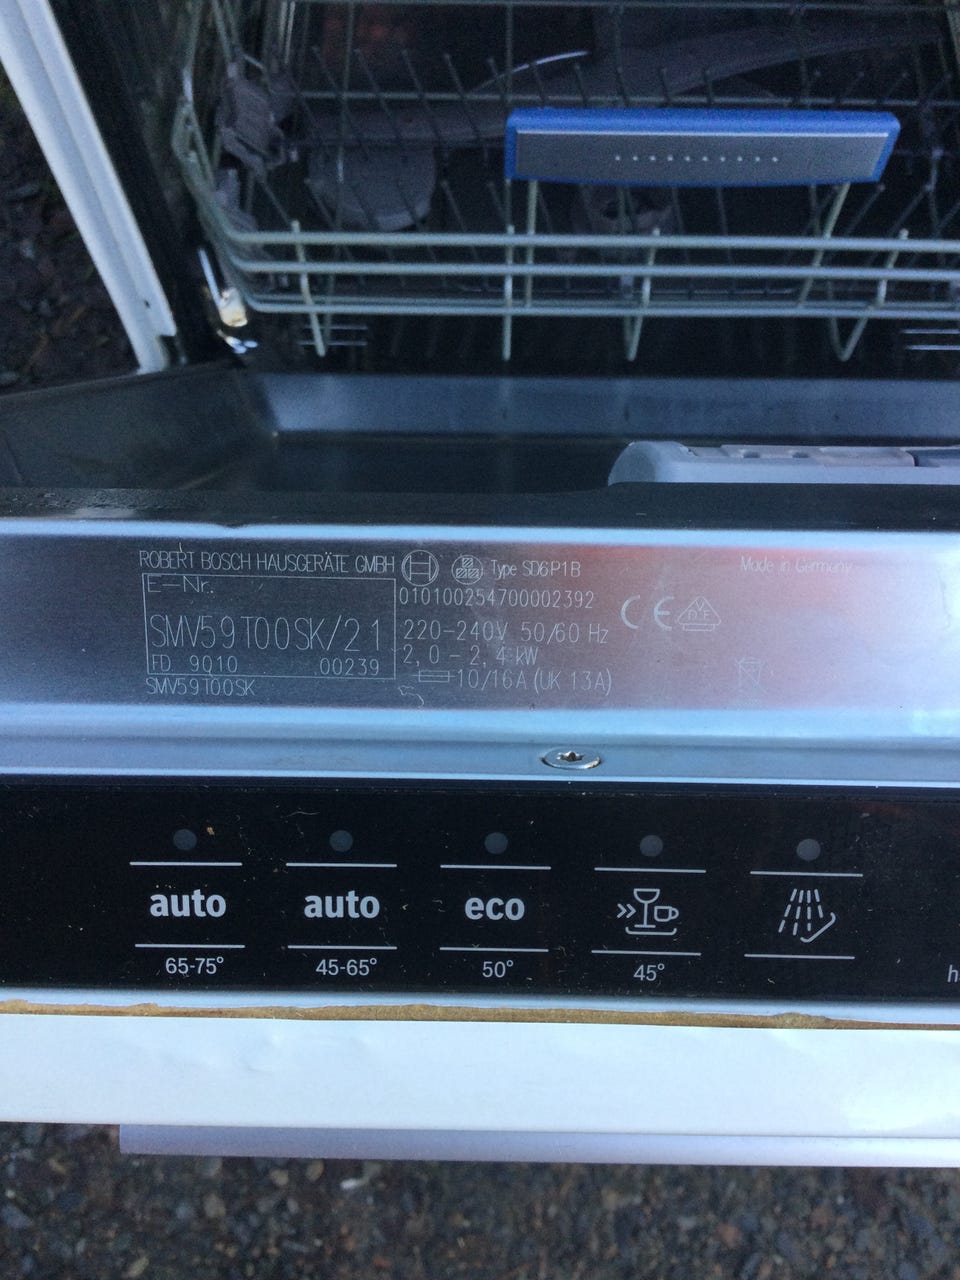 ROBERT BOSCH HAUSGERÄTE GMBH
Type SD6P1B
Made in Germany
E-Nr.
010100254700002392
CE
VDE
SMV59T00SK/21
220-240V 50/60 Hz
2,0-2,4 kW
FD 9010 00239
10/16A (UK 13A)
SMV59T00SK
auto
auto
eco
65-75°
45-65°
50°
45°
h